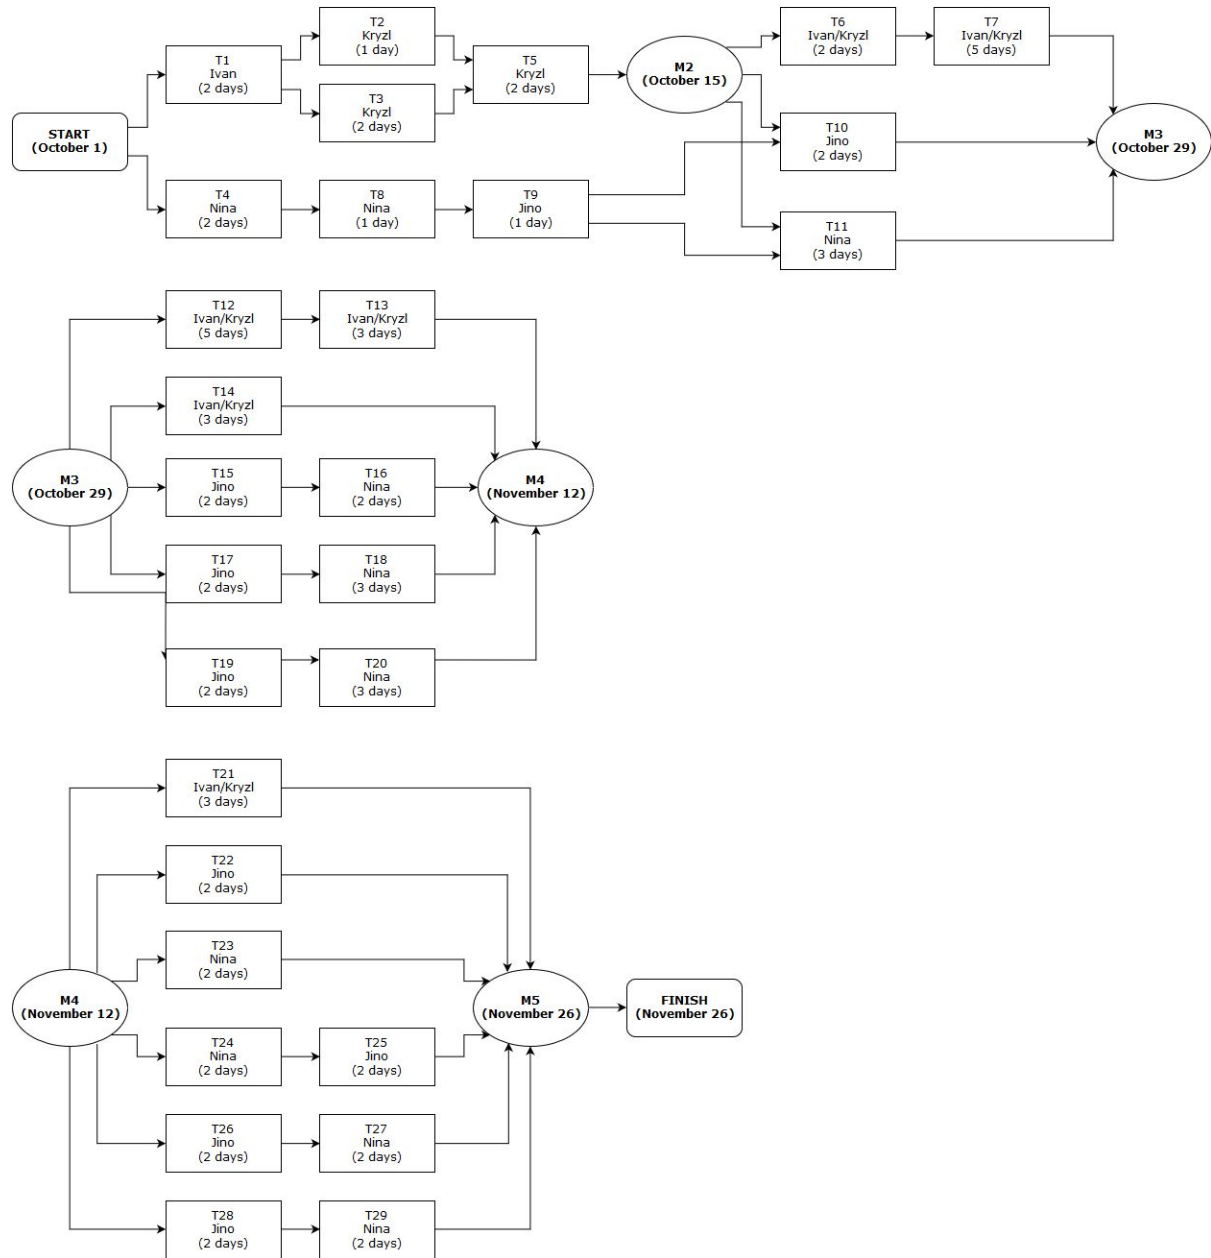 START
(October 1)
T1
Ivan
(2 days)
T2
Kryzl
(1 day)
T3
Kryzl
(2 days)
T5
Kryzl
(2 days)
T4
Nina
(2 days)
T8
Nina
(1 day)
T9
Jino
(1 day)
M2
(October 15)
T6
Ivan/Kryzl
(2 days)
T7
Ivan/Kryzl
(5 days)
T10
Jino
(2 days)
T11
Nina
(3 days)
M3
(October 29)
M3
(October 29)
T12
Ivan/Kryzl
(5 days)
T13
Ivan/Kryzl
(3 days)
T14
Ivan/Kryzl
(3 days)
T15
Jino
(2 days)
T16
Nina
(2 days)
T17
Jino
(2 days)
T18
Nina
(3 days)
T19
Jino
(2 days)
T20
Nina
(3 days)
M4
(November 12)
M4
(November 12)
T21
Ivan/Kryzl
(3 days)
T22
Jino
(2 days)
T23
Nina
(2 days)
T24
Nina
(2 days)
T25
Jino
(2 days)
T26
Jino
(2 days)
T27
Nina
(2 days)
T28
Jino
(2 days)
T29
Nina
(2 days)
M5
(November 26)
FINISH
(November 26)